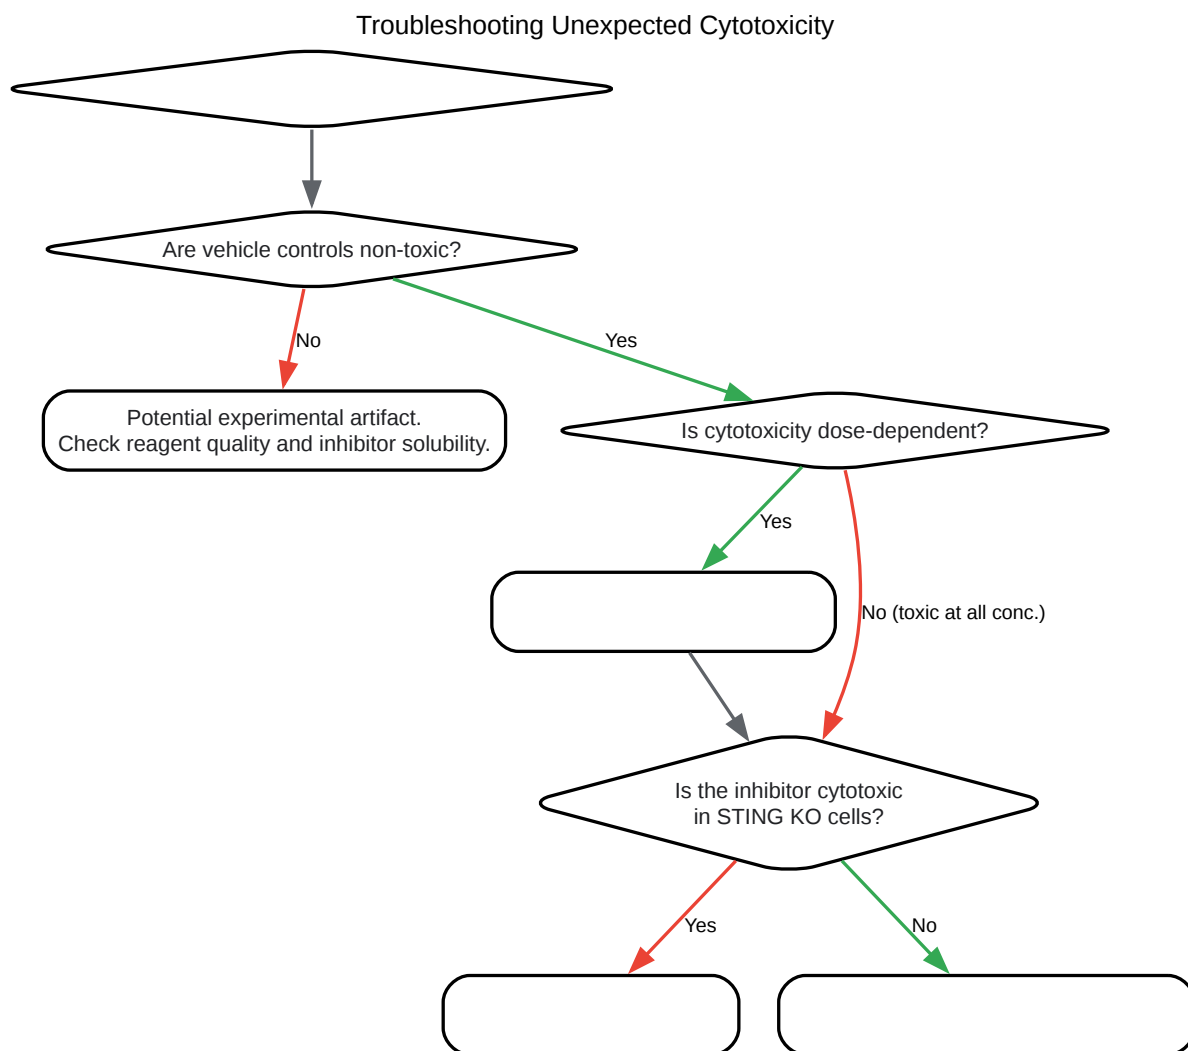 Troubleshooting Unexpected Cytotoxicity
Are vehicle controls non-toxic?
No
Yes
Potential experimental artifact.
Check reagent quality and inhibitor solubility.
Is cytotoxicity dose-dependent?
Yes
No (toxic at all conc.)
Is the inhibitor cytotoxic
in STING KO cells?
Yes
No